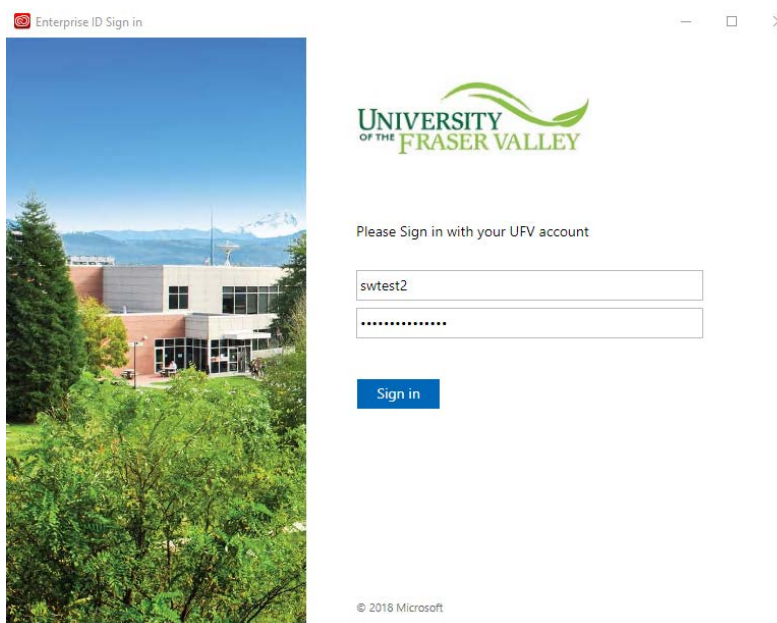 Enterprise ID Sign in
UNIVERSITY
OF THE FRASER VALLEY
Please Sign in with your UFV account
swtest2
•••••••••••••••
Sign in
© 2018 Microsoft